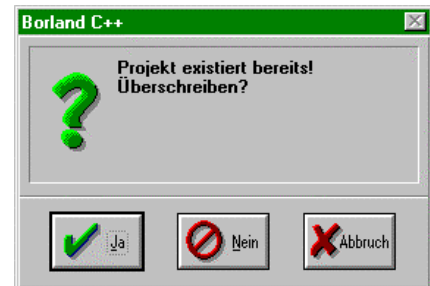 Borland C++
Projekt existiert bereits!
Überschreiben?
Ja
Nein
Abbruch